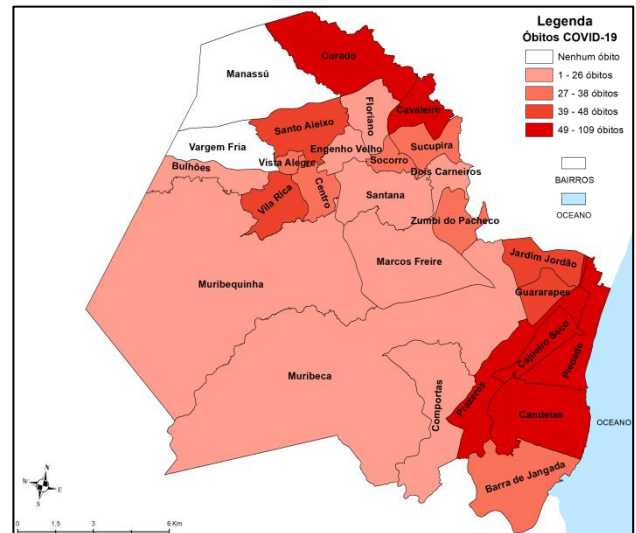 Legenda
Óbitos COVID-19
Nenhum óbito
1 - 26 óbitos
27 - 38 óbitos
39 - 48 óbitos
49 - 109 óbitos
BAIRROS
OCEANO
Curado
Manassú
Floriano
Cavaleiro
Santo Aleixo
Vargem Fria
Engenho Velho
Sucupira
Vista Alegre
Socorro
Bulhões
Dois Carneiros
Vila Rica
Centro
Santana
Zumbi do Pacheco
Jardim Jordão
Marcos Freire
Muribequinha
Guararapes
Cajueiro Seco
Piedade
Muribeca
Comportas
Prazeres
Candeias
OCEANO
Barra de Jangada
N
W
E
S
0 1,5 3 6 Km